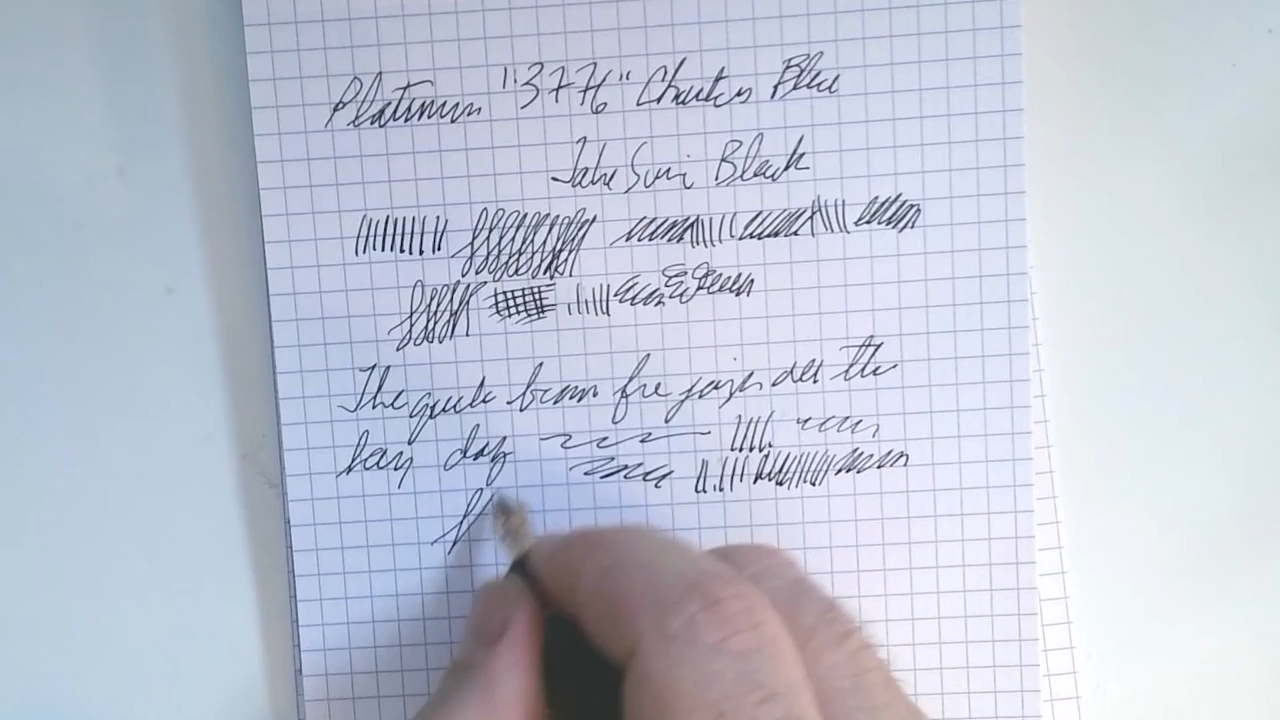 Platinum "3776" Chartres Blue
Take Sumi Black
The quick brown fox jumps over the
lazy dog